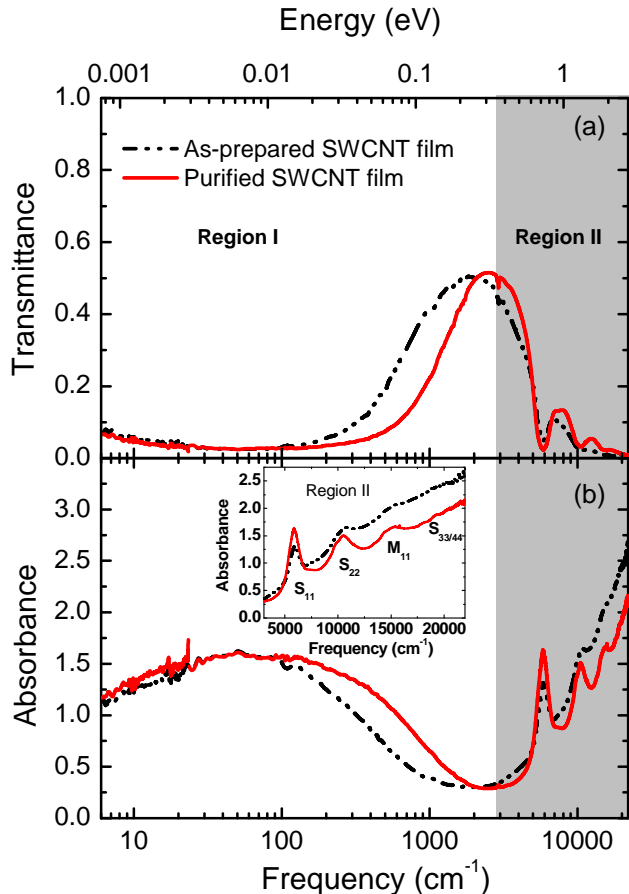 Energy (eV)
0.001 0.01 0.1 1
1.0
(a)
As-prepared SWCNT film
Purified SWCNT film
0.8
0.6
Region I
Region II
0.4
0.2
0.0
Transmittance
(b)
3.0
2.5
2.0
1.5
1.0
0.5
0.0
Absorbance
Region II
2.5
2.0
1.5
1.0
0.5
0.0
Absorbance
S11
S22
M11
S33/44
5000 10000 15000 20000
Frequency (cm-1)
10 100 1000 10000
Frequency (cm-1)